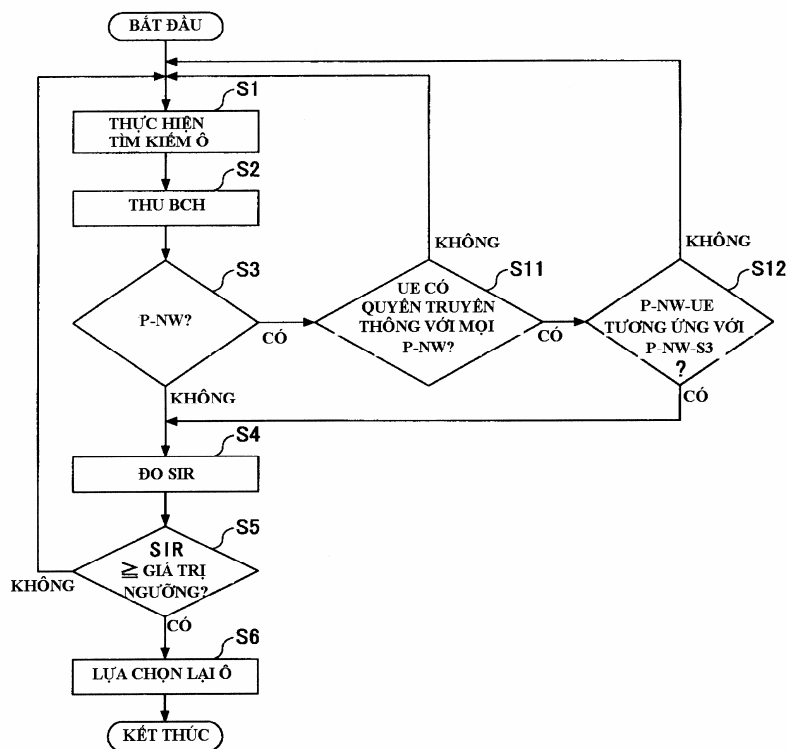 BẮT ĐẦU
S1
THỰC HIỆN
TÌM KIẾM Ô
S2
THU BCH
S3
P-NW?
CÓ
KHÔNG
KHÔNG
S11
UE CÓ
QUYÊN TRUYÊN
THÔNG VỚI MỌI
P-NW?
CÓ
KHÔNG
S12
P-NW-UE
TƯƠNG ỨNG VỚI
P-NW-S3
?
CÓ
S4
ĐO SIR
S5
SIR
≧ GIÁ TRỊ
NGƯỠNG?
KHÔNG
CÓ
S6
LỰA CHỌN LẠI Ô
KẾT THÚC